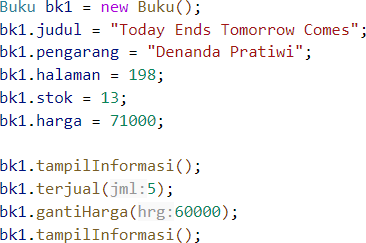 Buku bk1 = new Buku();
bk1.judul = "Today Ends Tomorrow Comes";
bk1.pengarang = "Denanda Pratiwi";
bk1.halaman = 198;
bk1.stok = 13;
bk1.harga = 71000;
bk1.tampilInformasi();
bk1.terjual(jml:5);
bk1.gantiHarga(hrg:60000);
bk1.tampilInformasi();